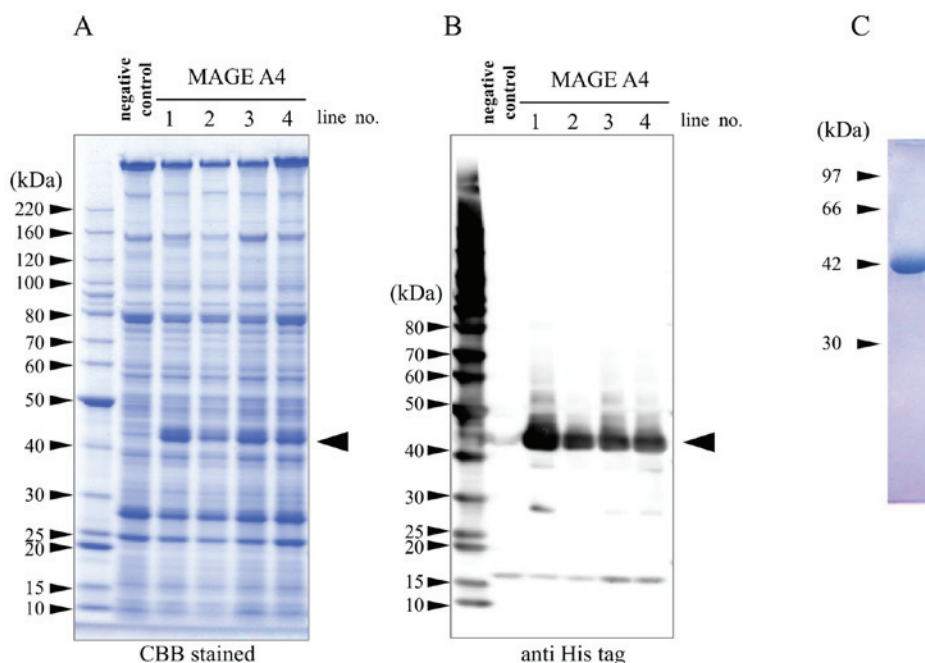 A
negative
control
MAGE A4
1 2 3 4 line no.
(kDa)
220
160
120
100
80
70
60
50
40
30
25
20
15
10
CBB stained
B
negative
control
MAGE A4
1 2 3 4 line no.
(kDa)
80
70
60
50
40
30
25
20
15
10
anti His tag
C
(kDa)
97
66
42
30